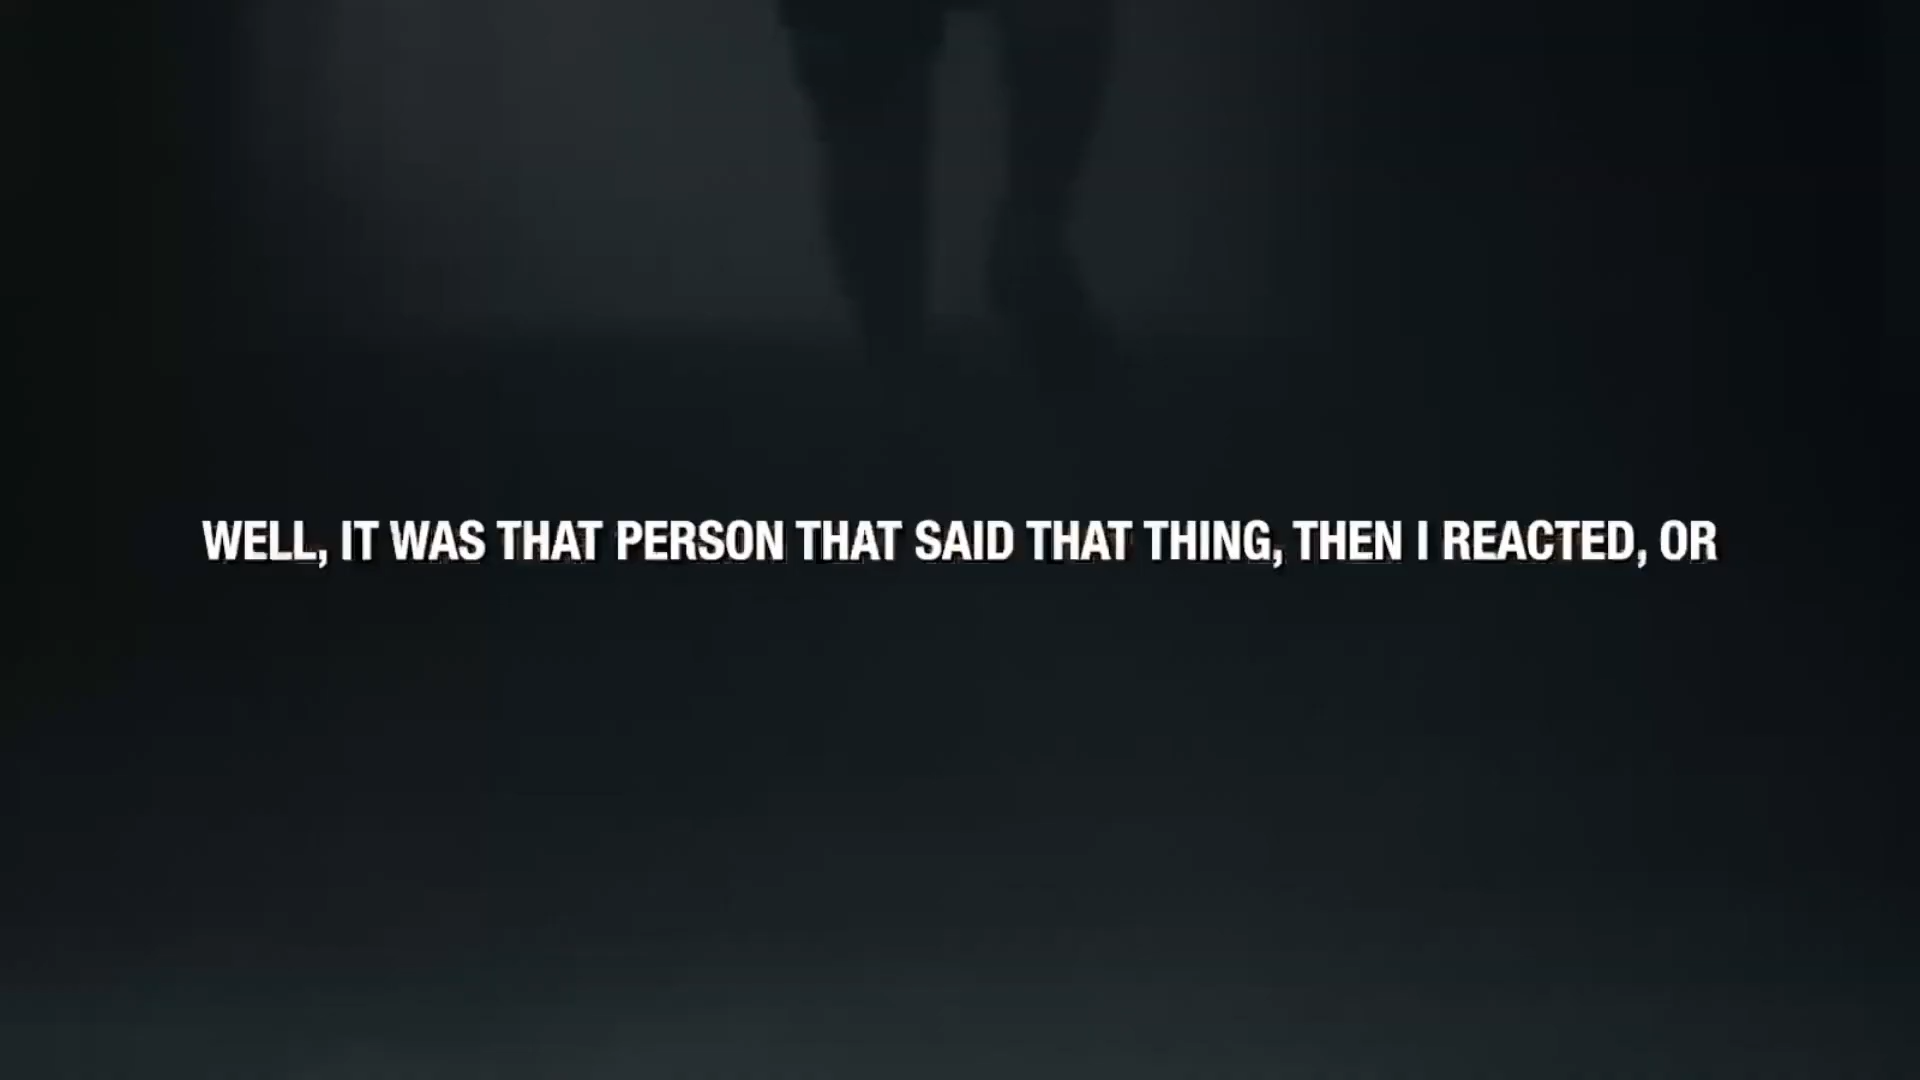 WELL, IT WAS THAT PERSON THAT SAID THAT THING, THEN I REACTED, OR